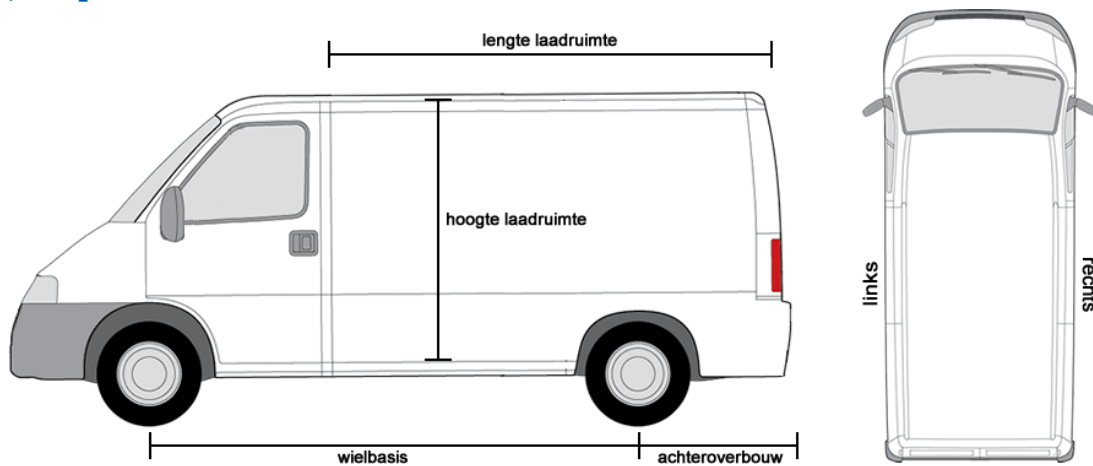 lengte laadruimte
hoogte laadruimte
links
rechts
wielbasis
achteroverbouw